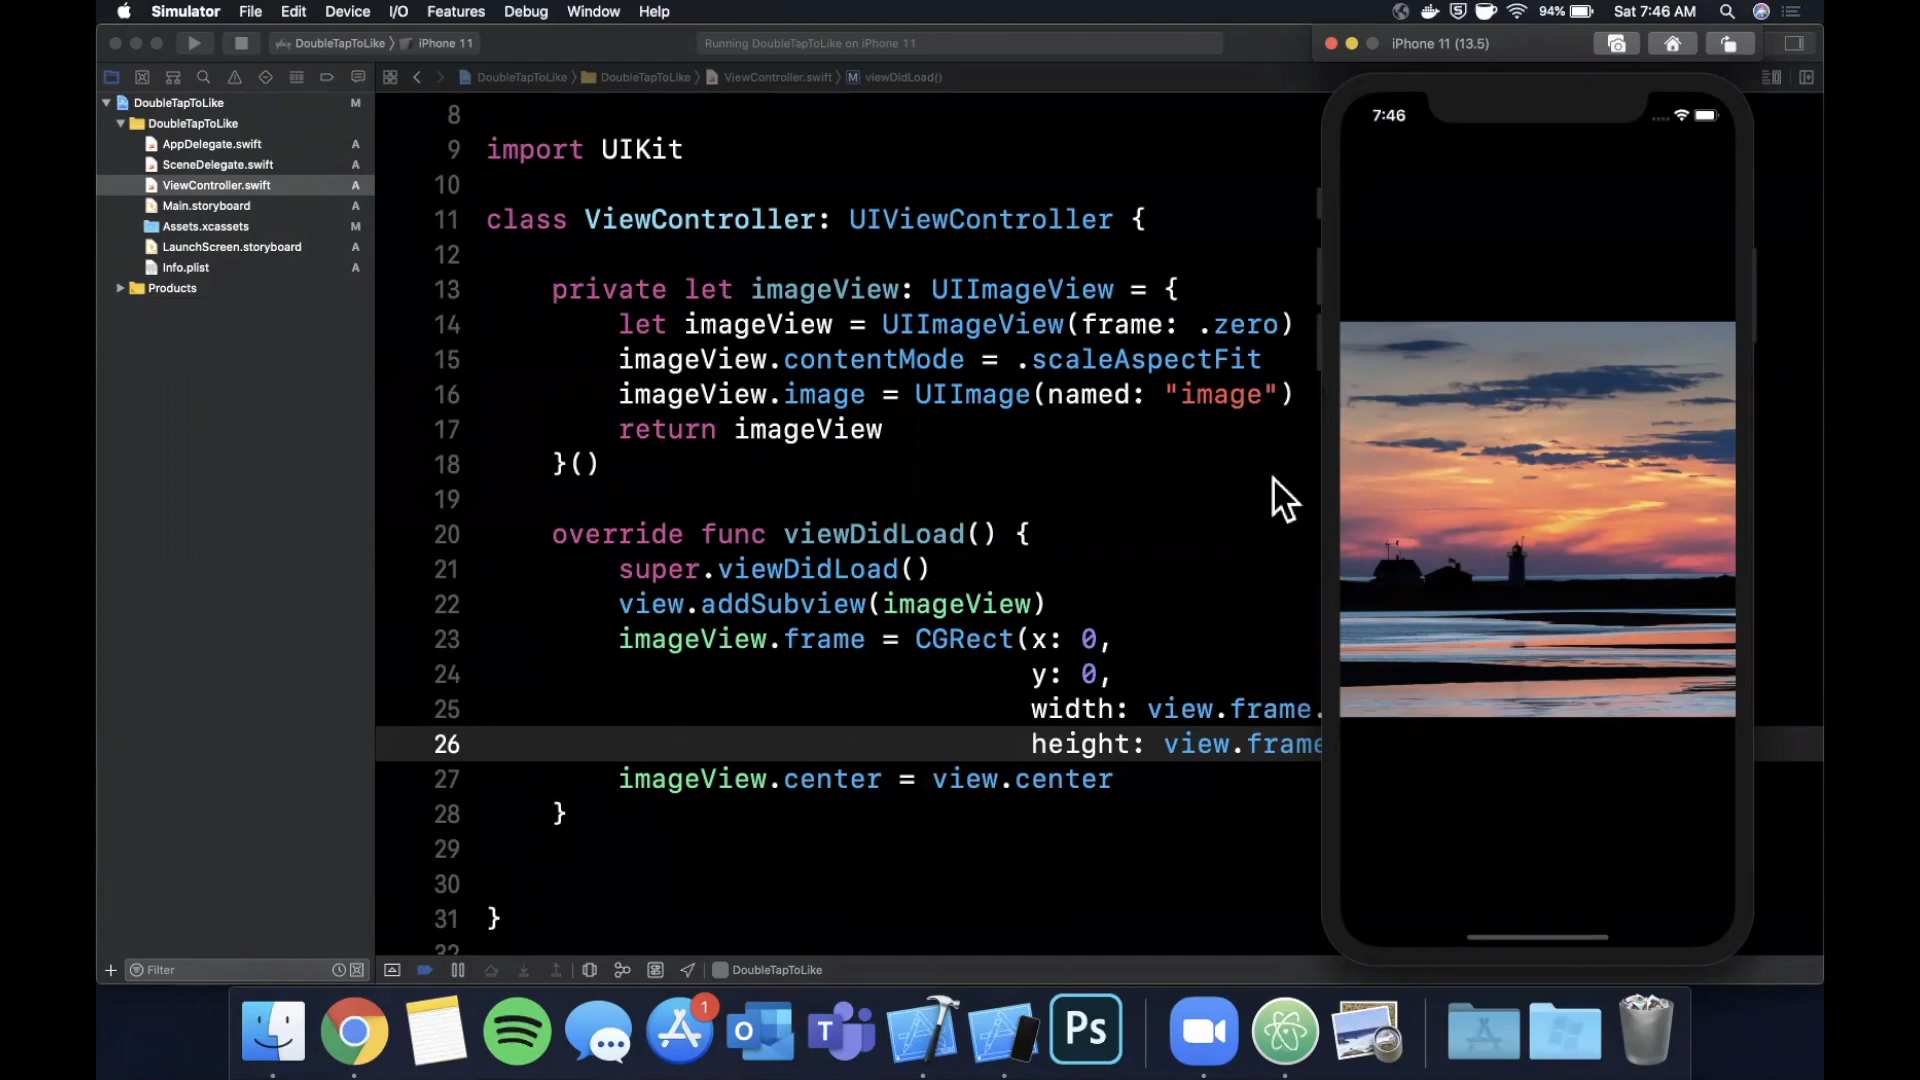 Simulator File Edit Device I/O Features Debug Window Help 94% Sat 7:46 AM
DoubleTapToLike iPhone 11 Running DoubleTapToLike on iPhone 11 iPhone 11 (13.5)
DoubleTapToLike DoubleTapToLike ViewController.swift M viewDidLoad()
DoubleTapToLike M
DoubleTapToLike
AppDelegate.swift A
SceneDelegate.swift A
ViewController.swift A
Main.storyboard A
Assets.xcassets M
LaunchScreen.storyboard A
Info.plist A
Products
8
9 import UIKit
10
11 class ViewController: UIViewController {
12
13 private let imageView: UIImageView = {
14 let imageView = UIImageView(frame: .zero)
15 imageView.contentMode = .scaleAspectFit
16 imageView.image = UIImage(named: "image")
17 return imageView
18 }()
19
20 override func viewDidLoad() {
21 super.viewDidLoad()
22 view.addSubview(imageView)
23 imageView.frame = CGRect(x: 0,
24 y: 0,
25 width: view.frame.
26 height: view.frame
27 imageView.center = view.center
28 }
29
30
31 }
32
7:46
Filter
DoubleTapToLike
1
O
T
Ps